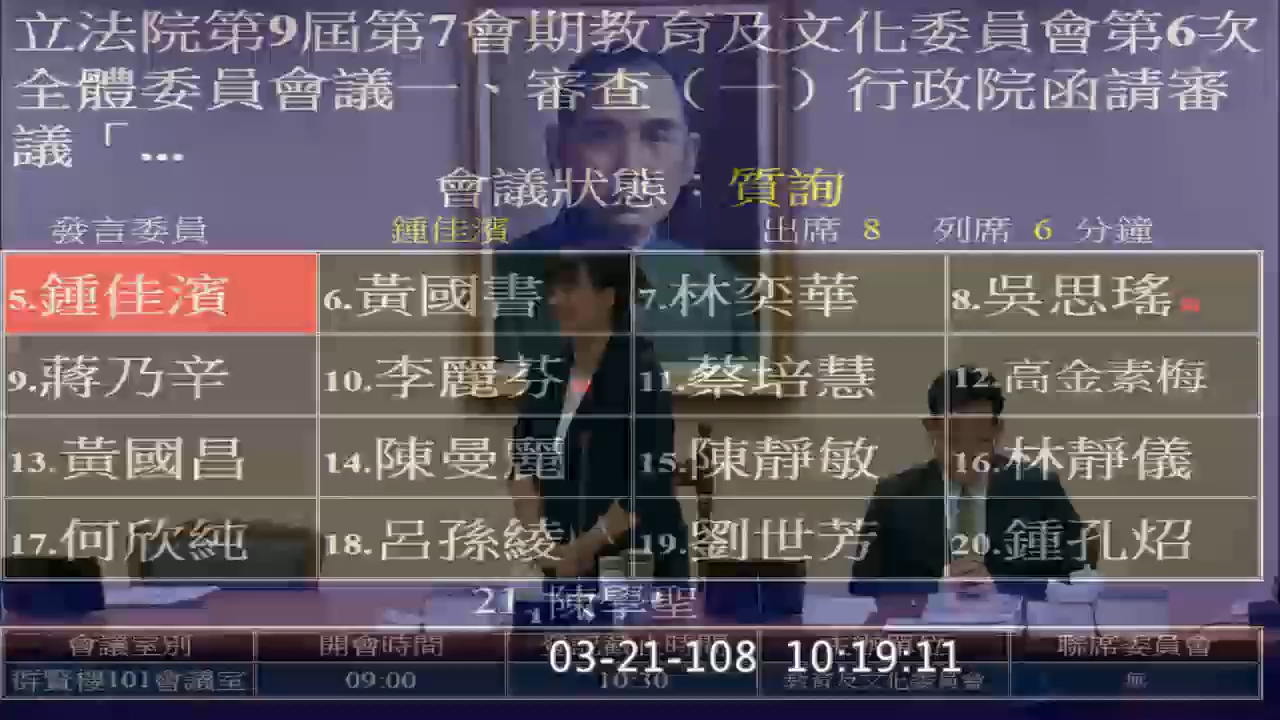 立法院第9屆第7會期教育及文化委員會第6次
全體委員會議一、審查（一）行政院函請審
議「...
會議狀態：質詢
發言委員 鍾佳濱 出席 8 列席 6 分鐘
5.鍾佳濱 6.黃國書 7.林奕華 8.吳思瑤
9.蔣乃辛 10.李麗芬 11.蔡培慧 12.高金素梅
13.黃國昌 14.陳曼麗 15.陳靜敏 16.林靜儀
17.何欣純 18.呂孫綾 19.劉世芳 20.鍾孔炤
21.陳學聖
會議室別 開會時間 聯席委員會
群賢樓101會議室 09:00 10:30 教育及文化委員會 無
03-21-108 10:19:11